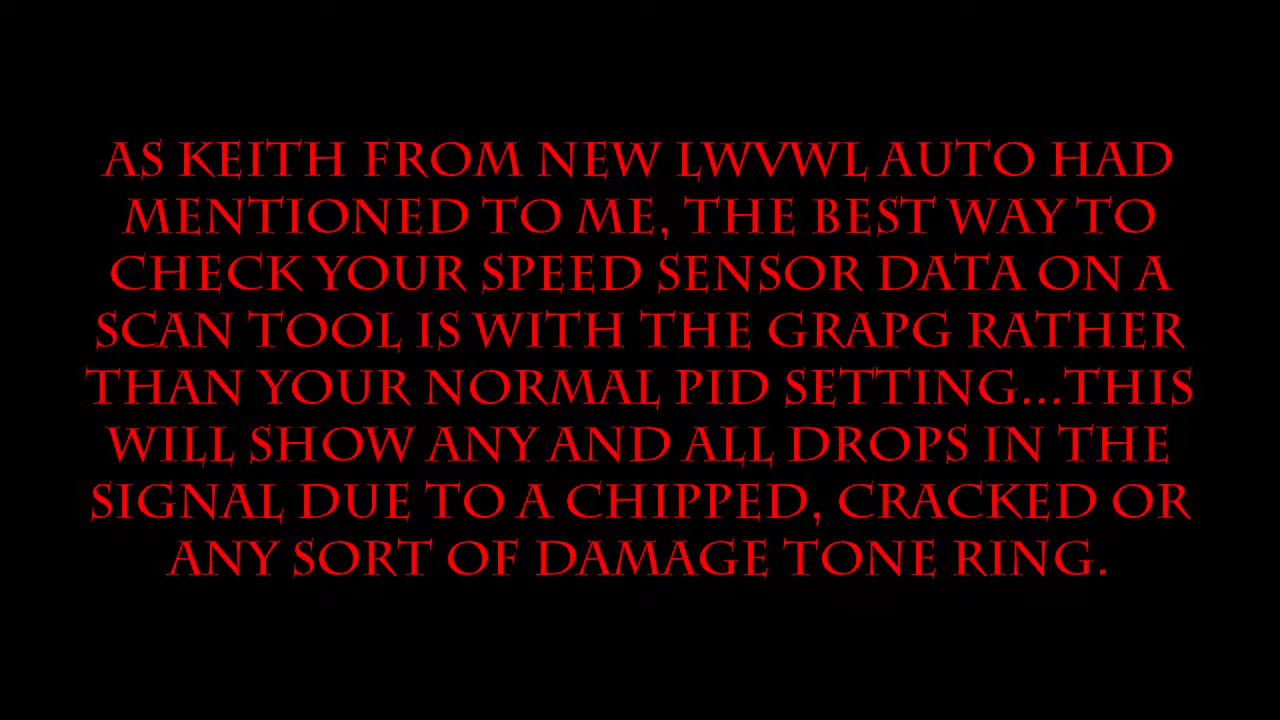 AS KEITH FROM NEW LWVWL AUTO HAD
MENTIONED TO ME, THE BEST WAY TO
CHECK YOUR SPEED SENSOR DATA ON A
SCAN TOOL IS WITH THE GRAPG RATHER
THAN YOUR NORMAL PID SETTING...THIS
WILL SHOW ANY AND ALL DROPS IN THE
SIGNAL DUE TO A CHIPPED, CRACKED OR
ANY SORT OF DAMAGE TONE RING.